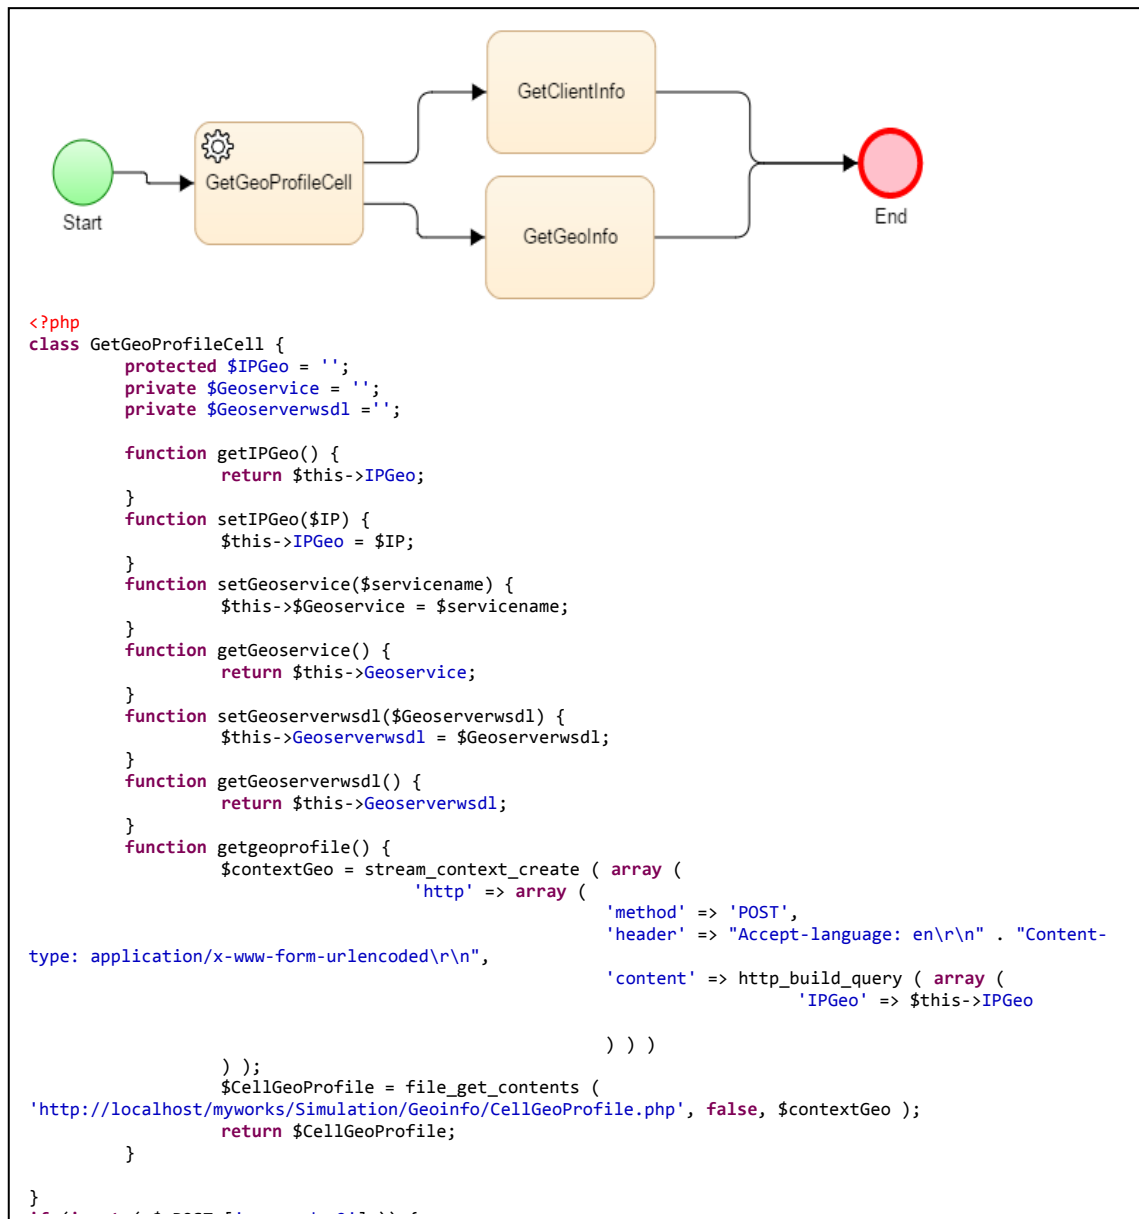 GetClientInfo
GetGeoProfileCell
Start
GetGeoInfo
End
<?php
class GetGeoProfileCell {
protected $IPGeo = '';
private $Geoservice = '';
private $Geoserverwsdl ='';
function getIPGeo() {
return $this->IPGeo;
}
function setIPGeo($IP) {
$this->IPGeo = $IP;
}
function setGeoservice($servicename) {
$this->$Geoservice = $servicename;
}
function getGeoservice() {
return $this->Geoservice;
}
function setGeoserverwsdl($Geoserverwsdl) {
$this->Geoserverwsdl = $Geoserverwsdl;
}
function getGeoserverwsdl() {
return $this->Geoserverwsdl;
}
function getgeoprofile() {
$contextGeo = stream_context_create ( array (
'http' => array (
'method' => 'POST',
'header' => "Accept-language: en\r\n" . "Content-
type: application/x-www-form-urlencoded\r\n",
'content' => http_build_query ( array (
'IPGeo' => $this->IPGeo
) ) )
) );
$CellGeoProfile = file_get_contents (
'http://localhost/myworks/Simulation/Geoinfo/CellGeoProfile.php', false, $contextGeo );
return $CellGeoProfile;
}
}